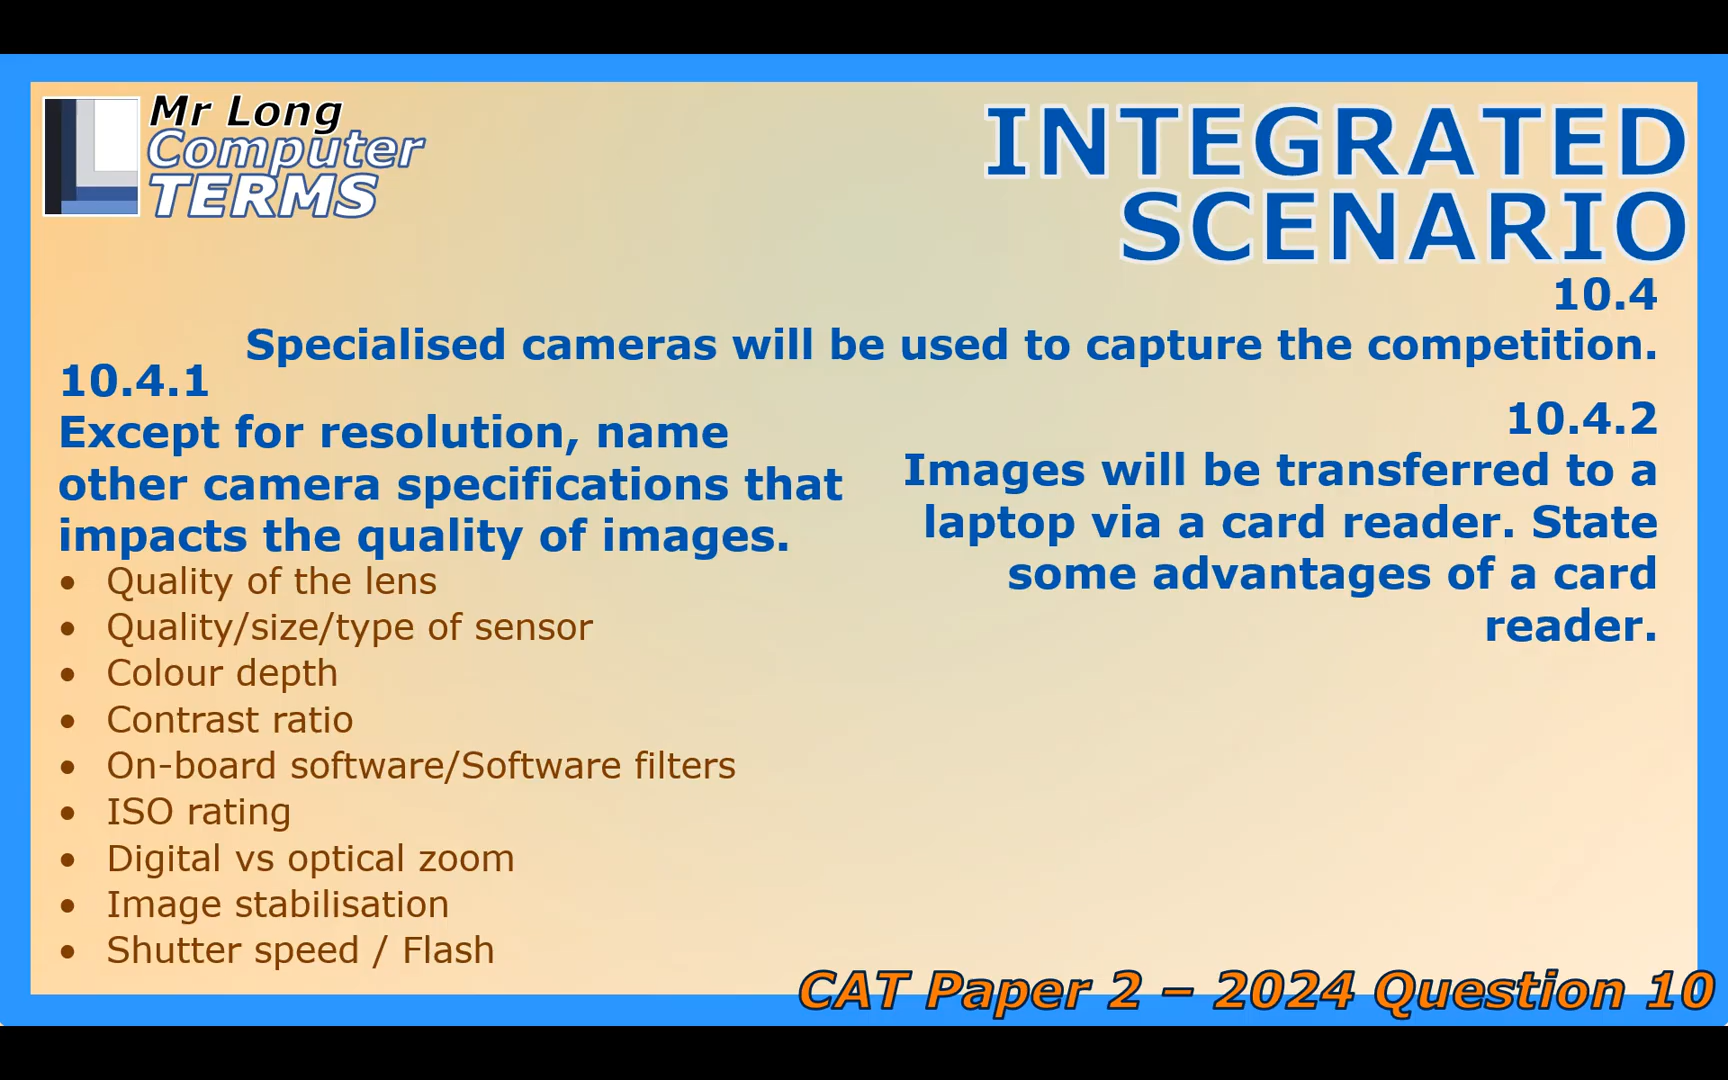 Mr Long
Computer
TERMS
INTEGRATED
SCENARIO
10.4
Specialised cameras will be used to capture the competition.
10.4.1
Except for resolution, name
other camera specifications that
impacts the quality of images.
• Quality of the lens
• Quality/size/type of sensor
• Colour depth
• Contrast ratio
• On-board software/Software filters
• ISO rating
• Digital vs optical zoom
• Image stabilisation
• Shutter speed / Flash
10.4.2
Images will be transferred to a
laptop via a card reader. State
some advantages of a card
reader.
CAT Paper 2 – 2024 Question 10